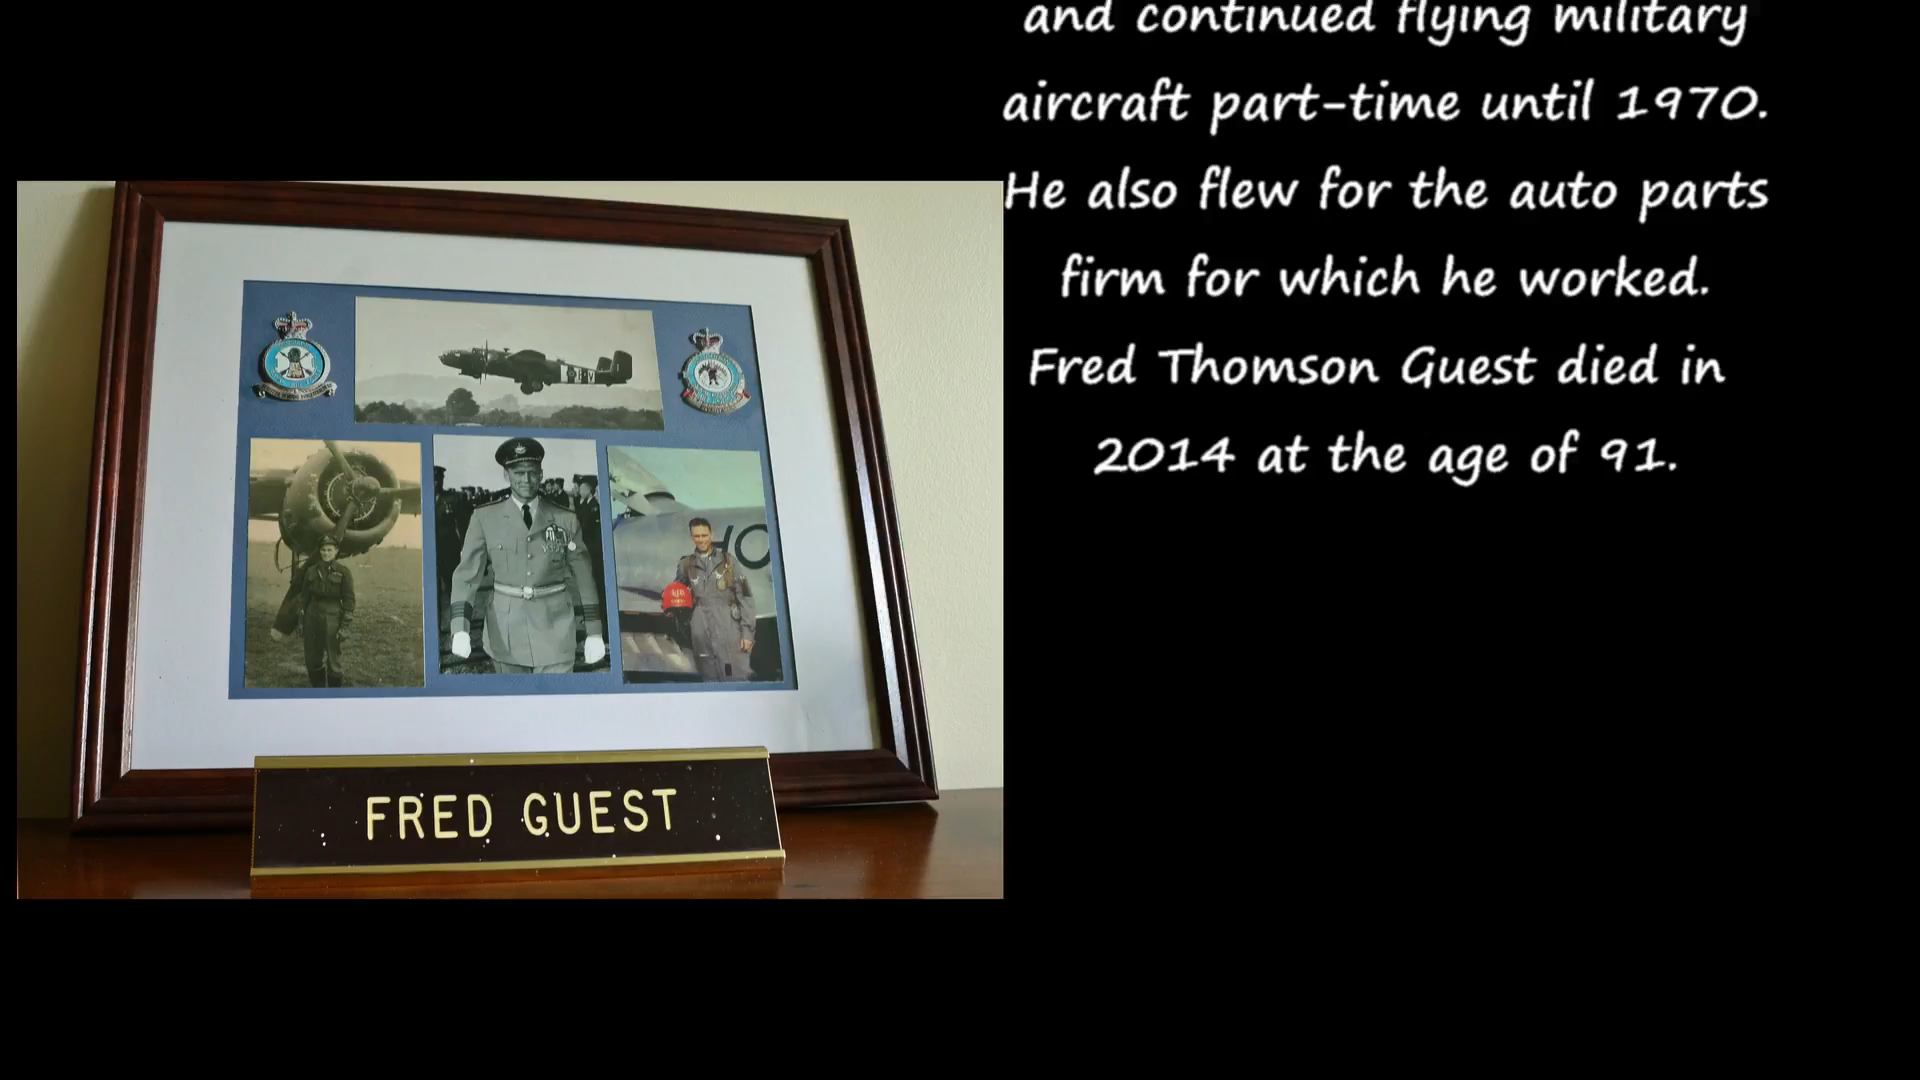 and continued flying military
aircraft part-time until 1970.
He also flew for the auto parts
firm for which he worked.
Fred Thomson Guest died in
2014 at the age of 91.
FRED GUEST